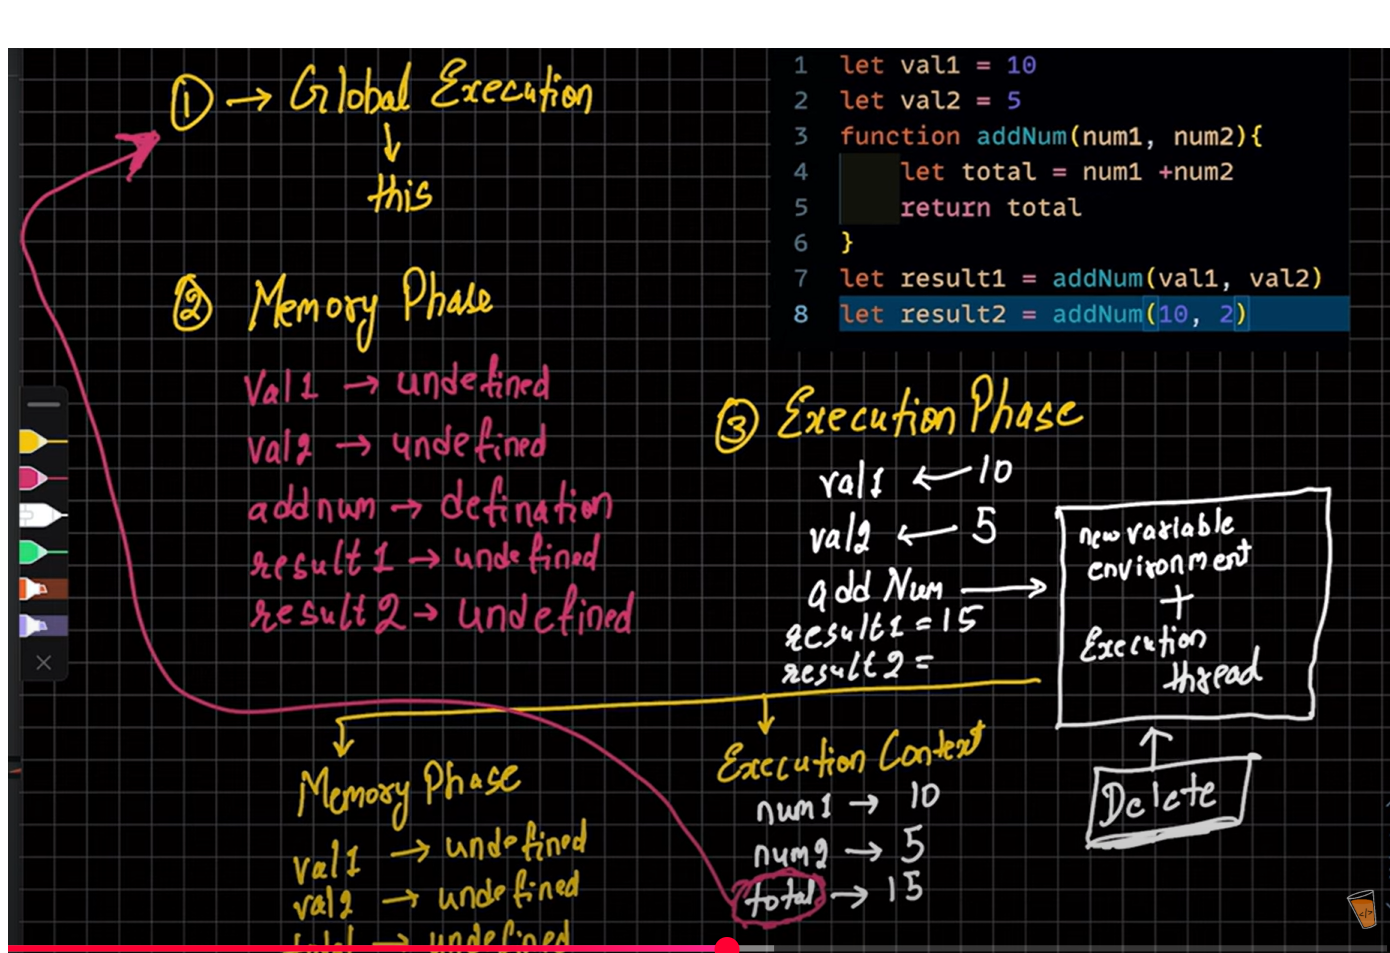 ① → Global Execution
↓
this
② Memory Phase
Val1 → undefined
val2 → undefined
addnum → defination
result1 → undefined
result2 → undefined
1 let val1 = 10
2 let val2 = 5
3 function addNum(num1, num2){
4 let total = num1 +num2
5 return total
6 }
7 let result1 = addNum(val1, val2)
8 let result2 = addNum(10, 2)
③ Execution Phase
val1 ← 10
val2 ← 5
add Num →
result1 = 15
result2 =
new variable
environment
+
Execution
thread
Delete
Memory Phase
val1 → undefined
val2 → undefined
total → undefined
Execution Context
num1 → 10
num2 → 5
total → 15